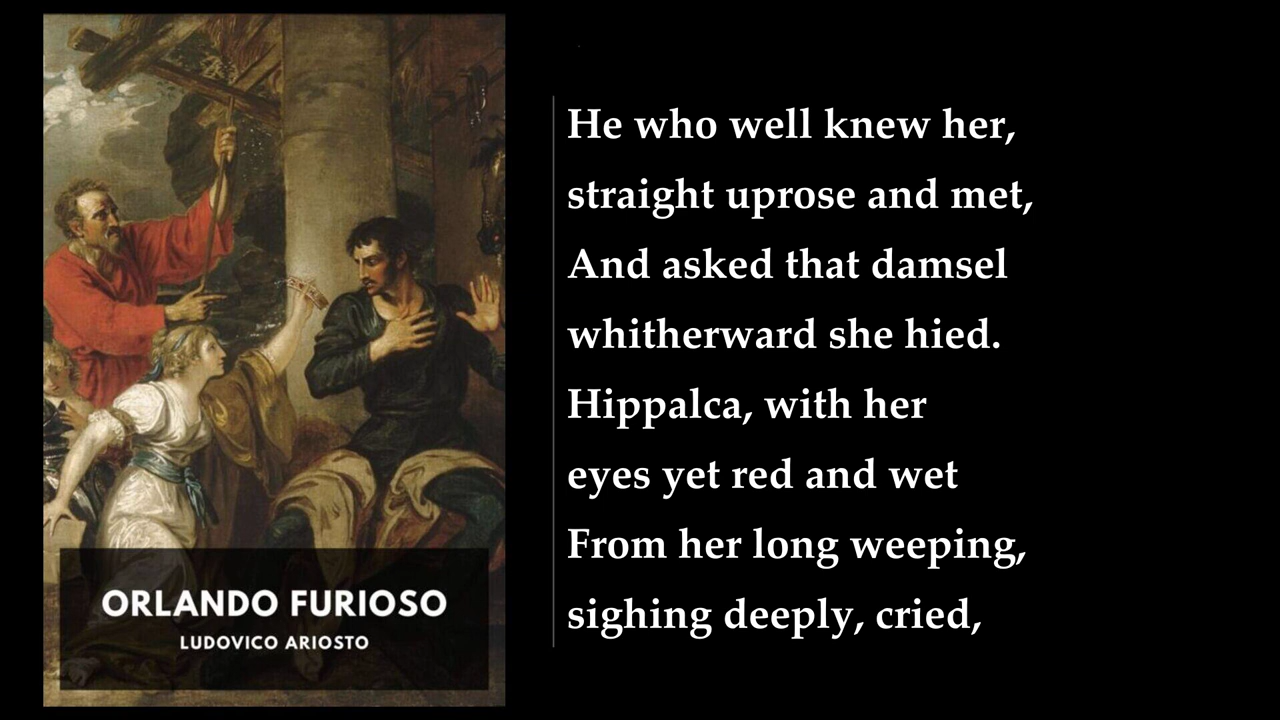 He who well knew her,
straight uprose and met,
And asked that damsel
whitherward she hied.
Hippalca, with her
eyes yet red and wet
From her long weeping,
sighing deeply, cried,
ORLANDO FURIOSO
LUDOVICO ARIOSTO